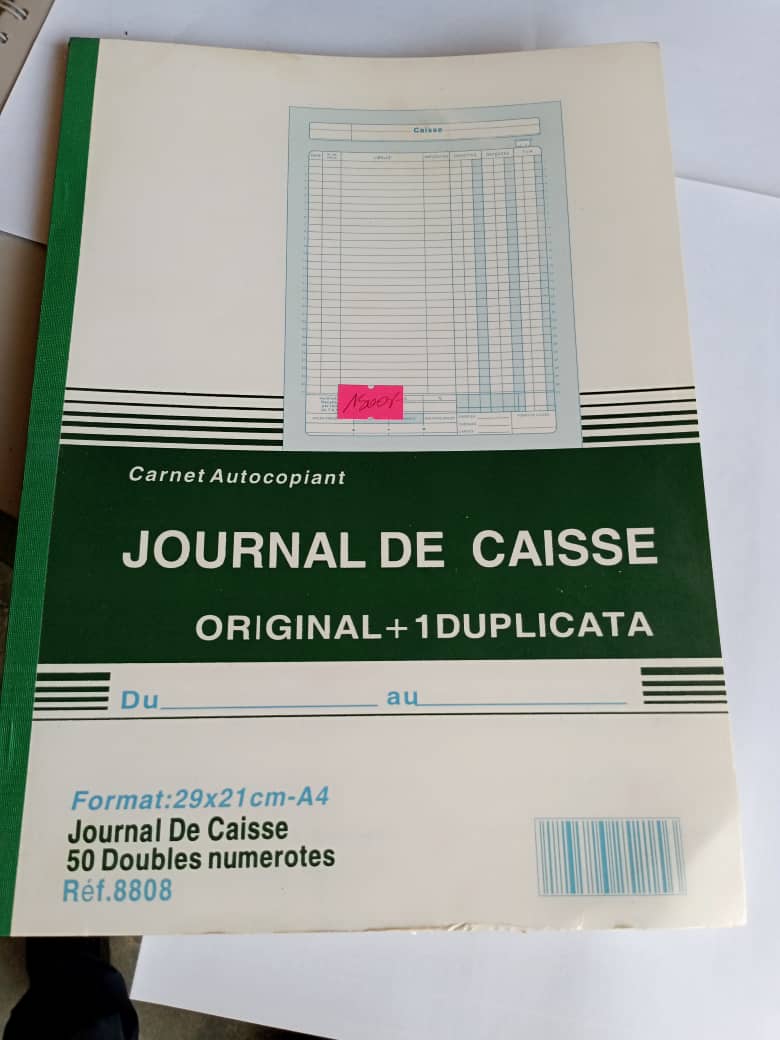 Caisse
LIBELLE
1500f-
Carnet Autocopiant
JOURNAL DE CAISSE
ORIGINAL+1DUPLICATA
Du au
Format:29x21cm-A4
Journal De Caisse
50 Doubles numerotes
Réf.8808